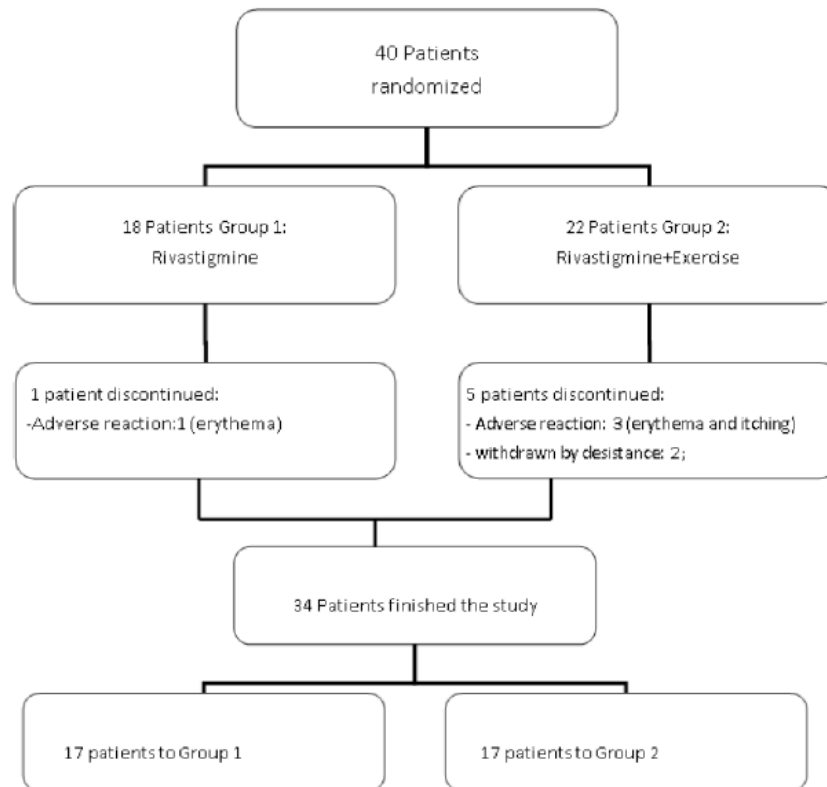 40 Patients
randomized
18 Patients Group 1:
Rivastigmine
22 Patients Group 2:
Rivastigmine+Exercise
1 patient discontinued:
-Adverse reaction:1 (erythema)
5 patients discontinued:
- Adverse reaction: 3 (erythema and itching)
- withdrawn by desistance: 2;
34 Patients finished the study
17 patients to Group 1
17 patients to Group 2